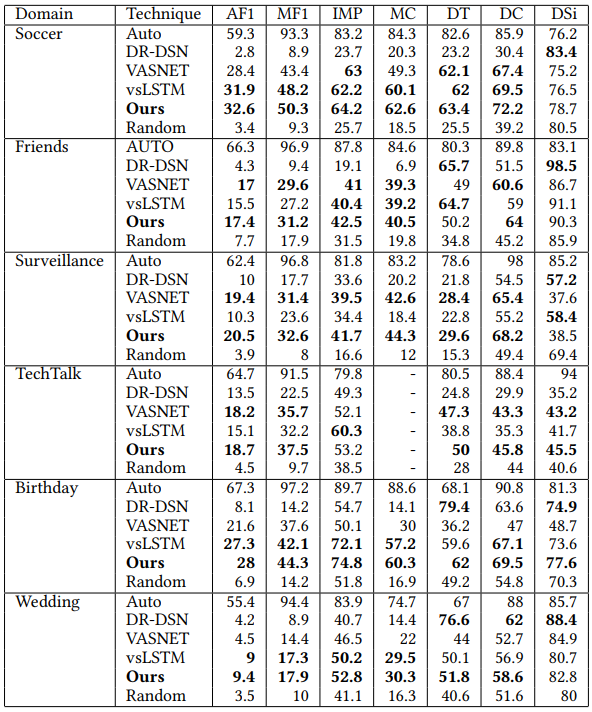 Domain Technique AF1 MF1 IMP MC DT DC DSi
Soccer Auto 59.3 93.3 83.2 84.3 82.6 85.9 76.2
DR-DSN 2.8 8.9 23.7 20.3 23.2 30.4 83.4
VASNET 28.4 43.4 63 49.3 62.1 67.4 75.2
vsLSTM 31.9 48.2 62.2 60.1 62 69.5 76.5
Ours 32.6 50.3 64.2 62.6 63.4 72.2 78.7
Random 3.4 9.3 25.7 18.5 25.5 39.2 80.5
Friends AUTO 66.3 96.9 87.8 84.6 80.3 89.8 83.1
DR-DSN 4.3 9.4 19.1 6.9 65.7 51.5 98.5
VASNET 17 29.6 41 39.3 49 60.6 86.7
vsLSTM 15.5 27.2 40.4 39.2 64.7 59 91.1
Ours 17.4 31.2 42.5 40.5 50.2 64 90.3
Random 7.7 17.9 31.5 19.8 34.8 45.2 85.9
Surveillance Auto 62.4 96.8 81.8 83.2 78.6 98 85.2
DR-DSN 10 17.7 33.6 20.2 21.8 54.5 57.2
VASNET 19.4 31.4 39.5 42.6 28.4 65.4 37.6
vsLSTM 10.3 23.6 34.4 18.4 22.8 55.2 58.4
Ours 20.5 32.6 41.7 44.3 29.6 68.2 38.5
Random 3.9 8 16.6 12 15.3 49.4 69.4
TechTalk Auto 64.7 91.5 79.8 - 80.5 88.4 94
DR-DSN 13.5 22.5 49.3 - 24.8 29.9 35.2
VASNET 18.2 35.7 52.1 - 47.3 43.3 43.2
vsLSTM 15.1 32.2 60.3 - 38.8 35.3 41.7
Ours 18.7 37.5 53.2 - 50 45.8 45.5
Random 4.5 9.7 38.5 - 28 44 40.6
Birthday Auto 67.3 97.2 89.7 88.6 68.1 90.8 81.3
DR-DSN 8.1 14.2 54.7 14.1 79.4 63.6 74.9
VASNET 21.6 37.6 50.1 30 36.2 47 48.7
vsLSTM 27.3 42.1 72.1 57.2 59.6 67.1 73.6
Ours 28 44.3 74.8 60.3 62 69.5 77.6
Random 6.9 14.2 51.8 16.9 49.2 54.8 70.3
Wedding Auto 55.4 94.4 83.9 74.7 67 88 85.7
DR-DSN 4.2 8.9 40.7 14.4 76.6 62 88.4
VASNET 4.5 14.4 46.5 22 44 52.7 84.9
vsLSTM 9 17.3 50.2 29.5 50.1 56.9 80.7
Ours 9.4 17.9 52.8 30.3 51.8 58.6 82.8
Random 3.5 10 41.1 16.3 40.6 51.6 80